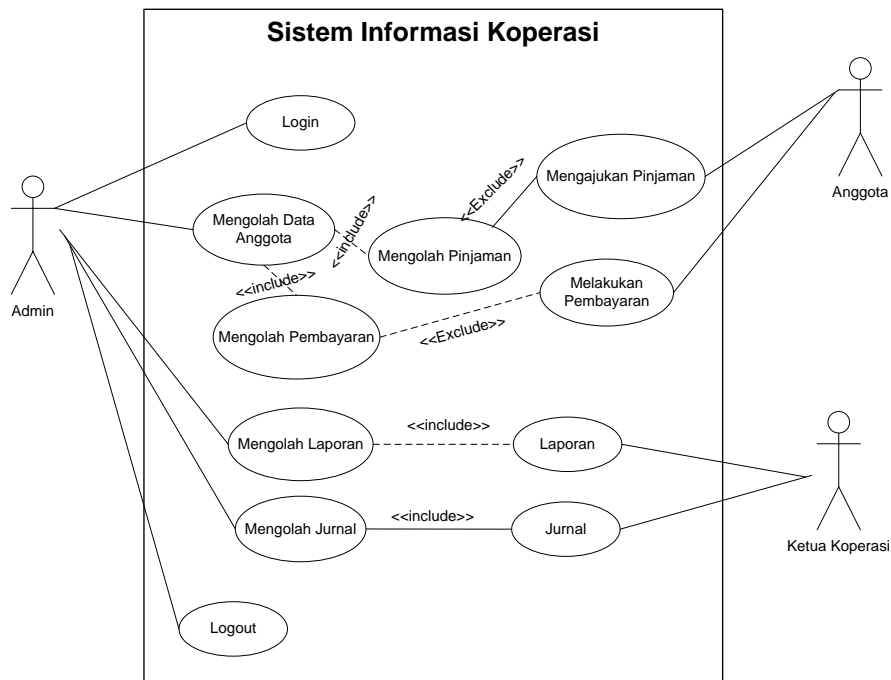 Sistem Informasi Koperasi
Login
Mengajukan Pinjaman
Anggota
<<Exclude>>
<<include>>
Mengolah Data
Anggota
Mengolah Pinjaman
Admin
<<include>>
Melakukan
Pembayaran
Mengolah Pembayaran
<<Exclude>>
Mengolah Laporan
<<include>>
Laporan
Mengolah Jurnal
<<include>>
Jurnal
Ketua Koperasi
Logout